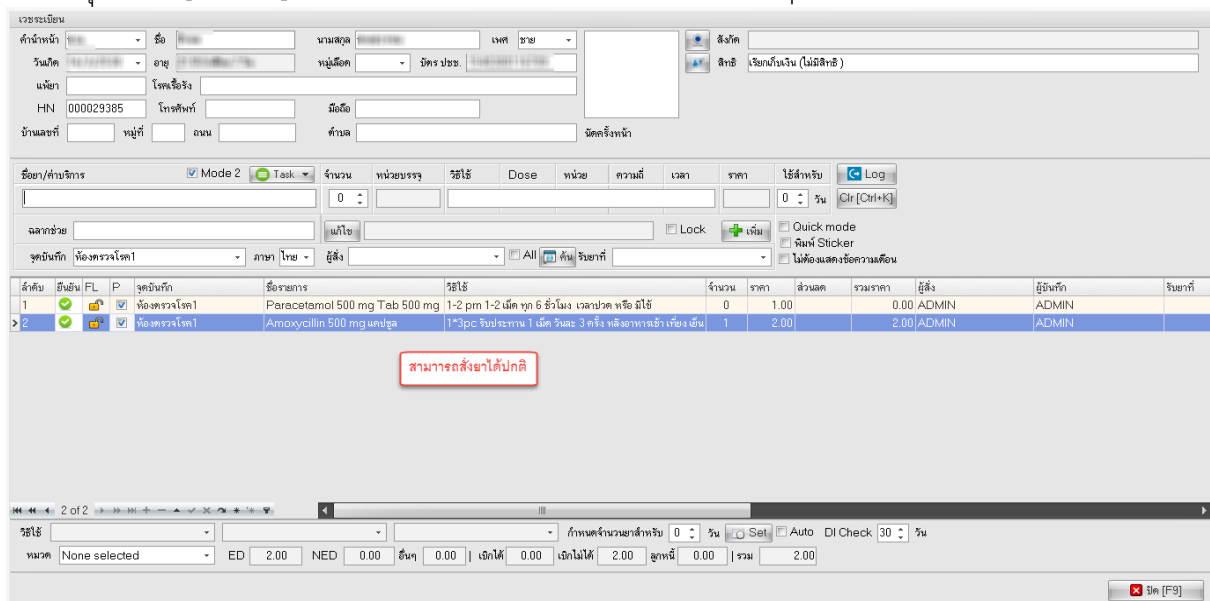 เวชระเบียน
คำนำหน้า ชื่อ นามสกุล เพศ ชาย สังกัด
วันเกิด อายุ หมู่เลือด บัตร ปชช. สิทธิ เรียกเก็บเงิน (ไม่มีสิทธิ )
แพ้ยา โรคเรื้อรัง
HN 000029385 โทรศัพท์ มือถือ
บ้านเลขที่ หมู่ที่ ถนน ตำบล นัดครั้งหน้า
ชื่อยา/ค่าบริการ Mode 2 Task จำนวน หน่วยบรรจุ วิธีใช้ Dose หน่วย ความถี่ เวลา ราคา ใช้สำหรับ Log
0 0 วัน Clr [Ctrl+K]
ฉลากช่วย แก้ไข Lock เพิ่ม Quick mode
พิมพ์ Sticker
จุดบันทึก ห้องตรวจโรค1 ภาษา ไทย ผู้สั่ง All ค้น รับยาที่ ไม่ต้องแสดงข้อความเตือน
ลำดับ ยืนยัน FL P จุดบันทึก ชื่อรายการ วิธีใช้ จำนวน ราคา ส่วนลด รวมราคา ผู้สั่ง ผู้บันทึก รับยาที่
1 ห้องตรวจโรค1 Paracetamol 500 mg Tab 500 mg 1-2 prn 1-2 เม็ด ทุก 6 ชั่วโมง เวลาปวด หรือ มีไข้ 0 1.00 0.00 ADMIN ADMIN
2 ห้องตรวจโรค1 Amoxycillin 500 mg แคปซูล 1*3pc รับประทาน 1 เม็ด วันละ 3 ครั้ง หลังอาหารเช้า เที่ยง เย็น 1 2.00 2.00 ADMIN ADMIN
สามารรถสั่งยาได้ปกติ
2 of 2
วิธีใช้ กำหนดจำนวนยาสำหรับ 0 วัน Set Auto DI Check 30 วัน
หมวด None selected ED 2.00 NED 0.00 อื่นๆ 0.00 | เบิกได้ 0.00 เบิกไม่ได้ 2.00 ลูกหนี้ 0.00 | รวม 2.00
ปิด [F9]